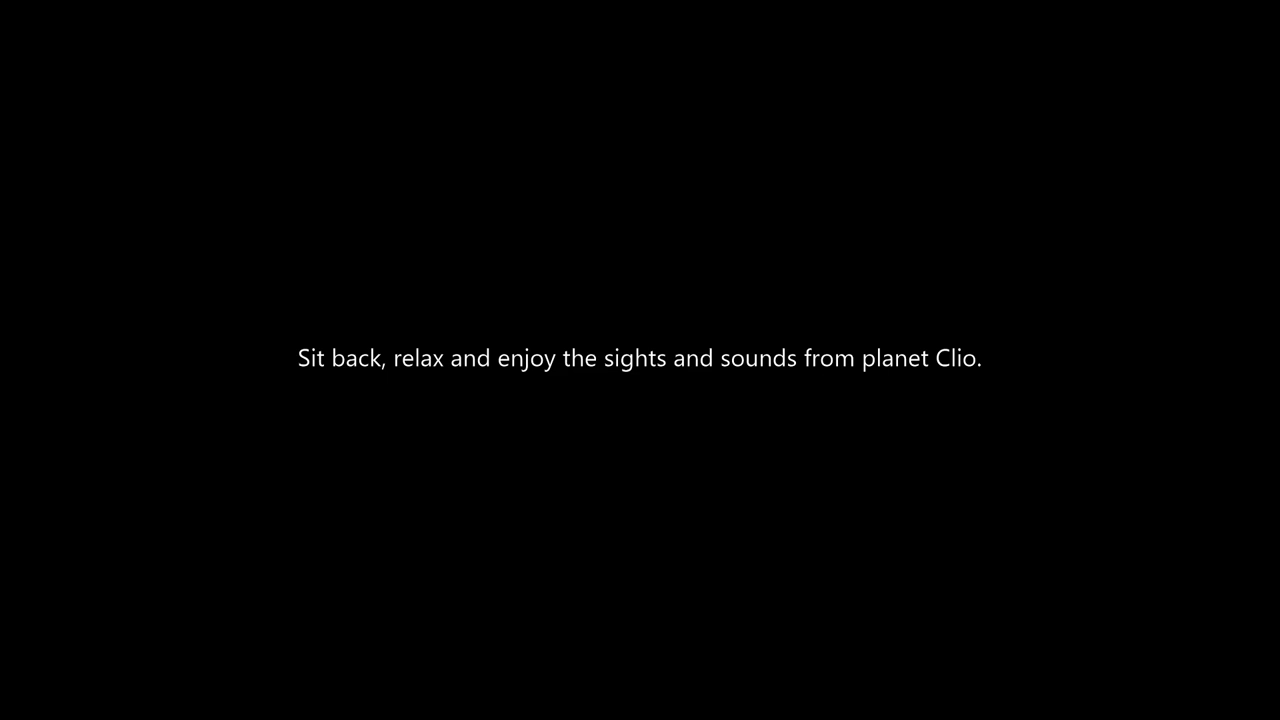 Sit back, relax and enjoy the sights and sounds from planet Clio.